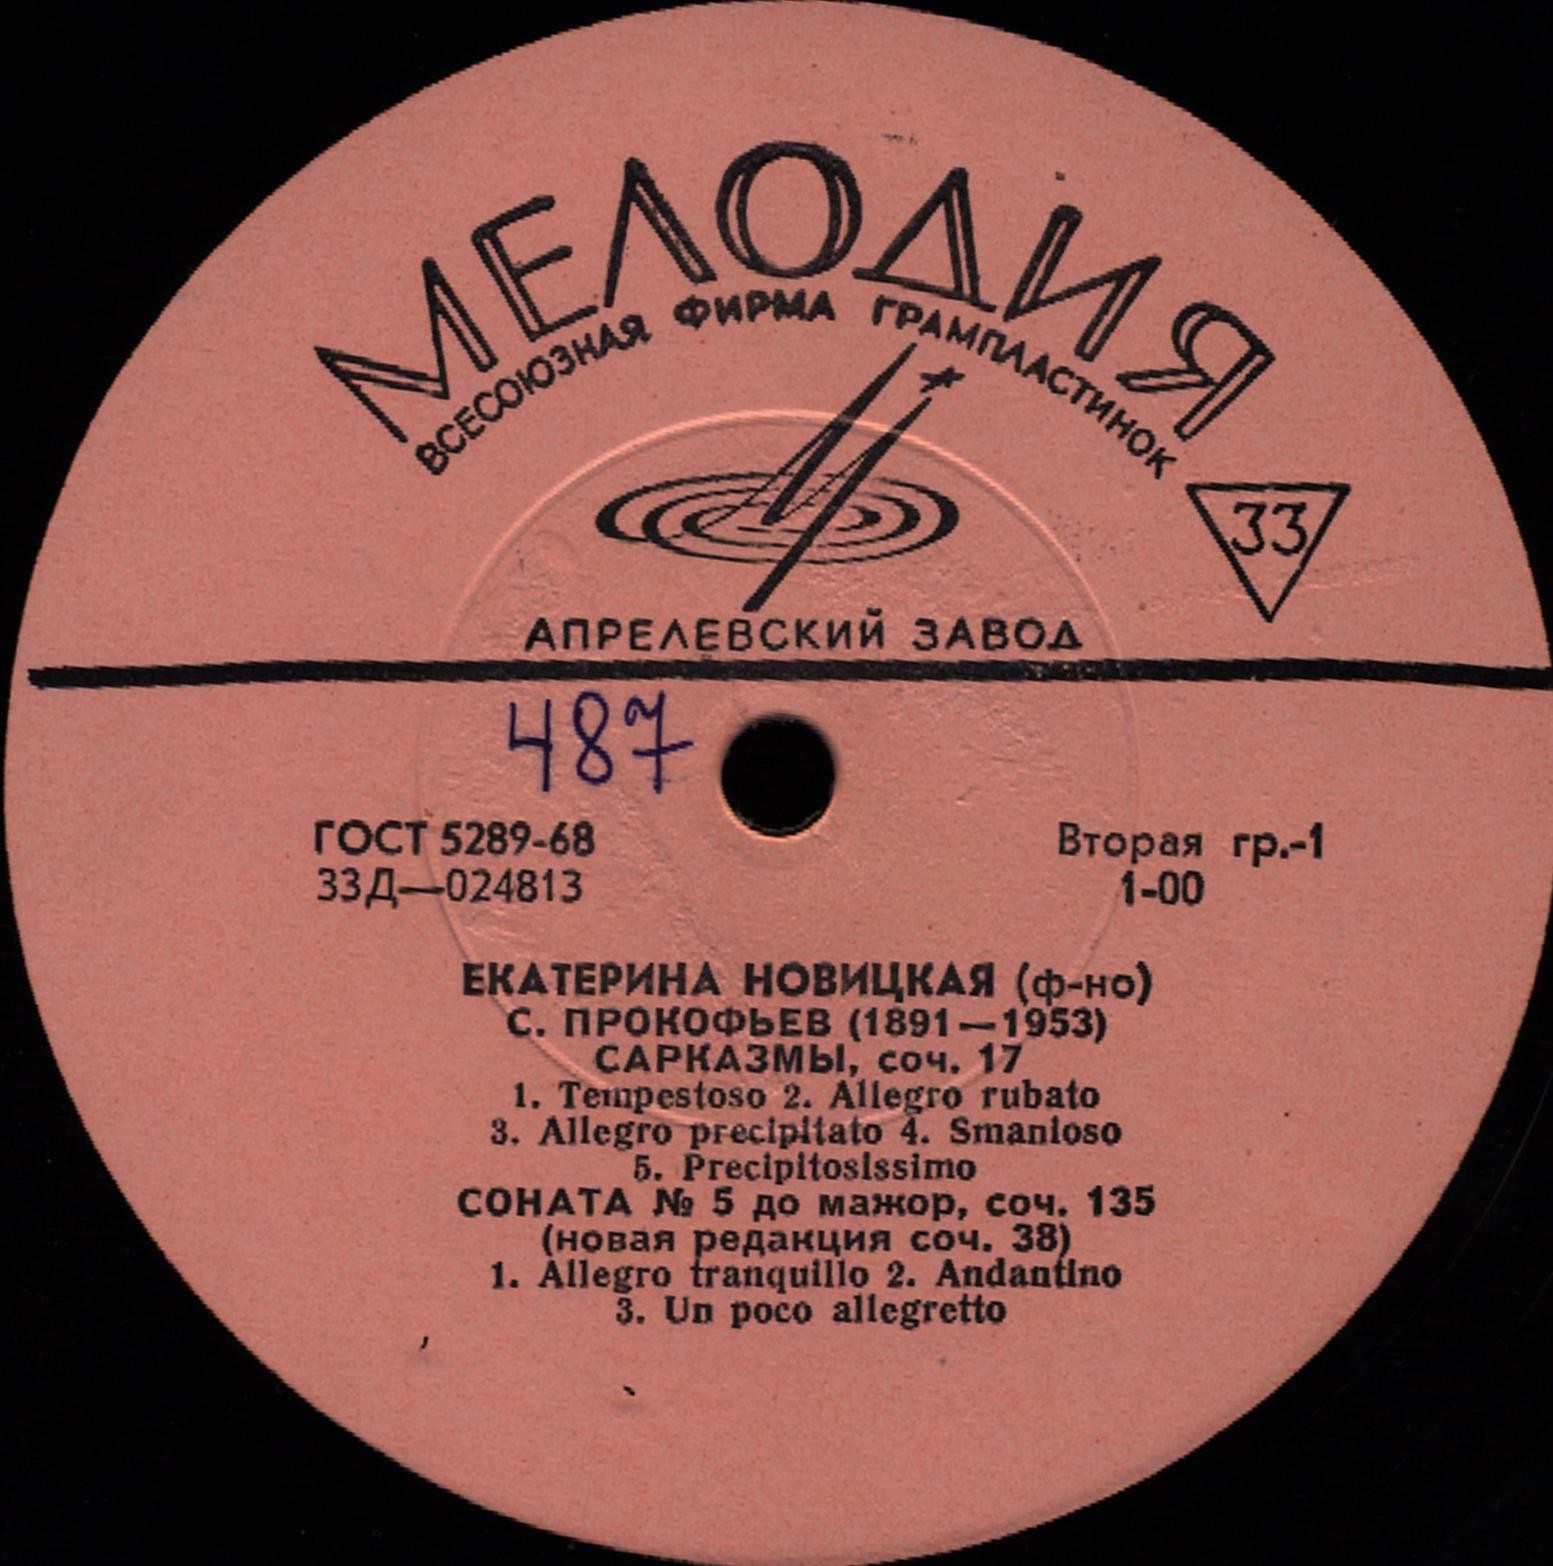 МЕЛОДИЯ
ВСЕСОЮЗНАЯ ФИРМА ГРАМПЛАСТИНОК
33
АПРЕЛЕВСКИЙ ЗАВОД
487
ГОСТ 5289-68
Вторая гр.-1
33Д—024813
1-00
ЕКАТЕРИНА НОВИЦКАЯ (ф-но)
С. ПРОКОФЬЕВ (1891—1953)
САРКАЗМЫ, соч. 17
1. Tempestoso 2. Allegro rubato
3. Allegro precipitato 4. Smanioso
5. Precipitosissimo
СОНАТА № 5 до мажор, соч. 135
(новая редакция соч. 38)
1. Allegro tranquillo 2. Andantino
3. Un poco allegretto